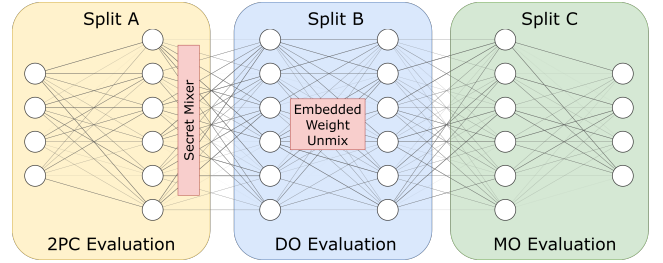 Split A
Split B
Split C
Secret Mixer
Embedded
Weight
Unmix
2PC Evaluation
DO Evaluation
MO Evaluation